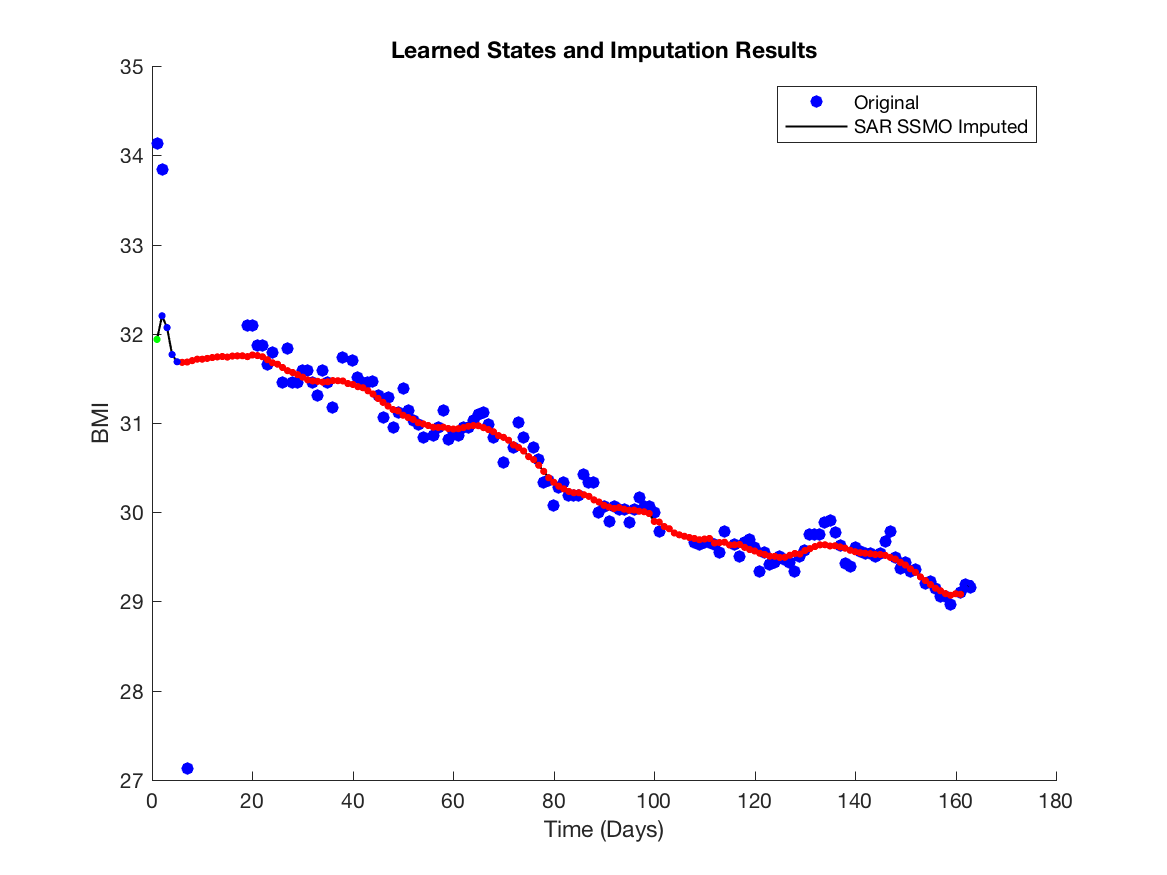 Learned States and Imputation Results
Original
SAR SSMO Imputed
BMI
35
34
33
32
31
30
29
28
27
0 20 40 60 80 100 120 140 160 180
Time (Days)